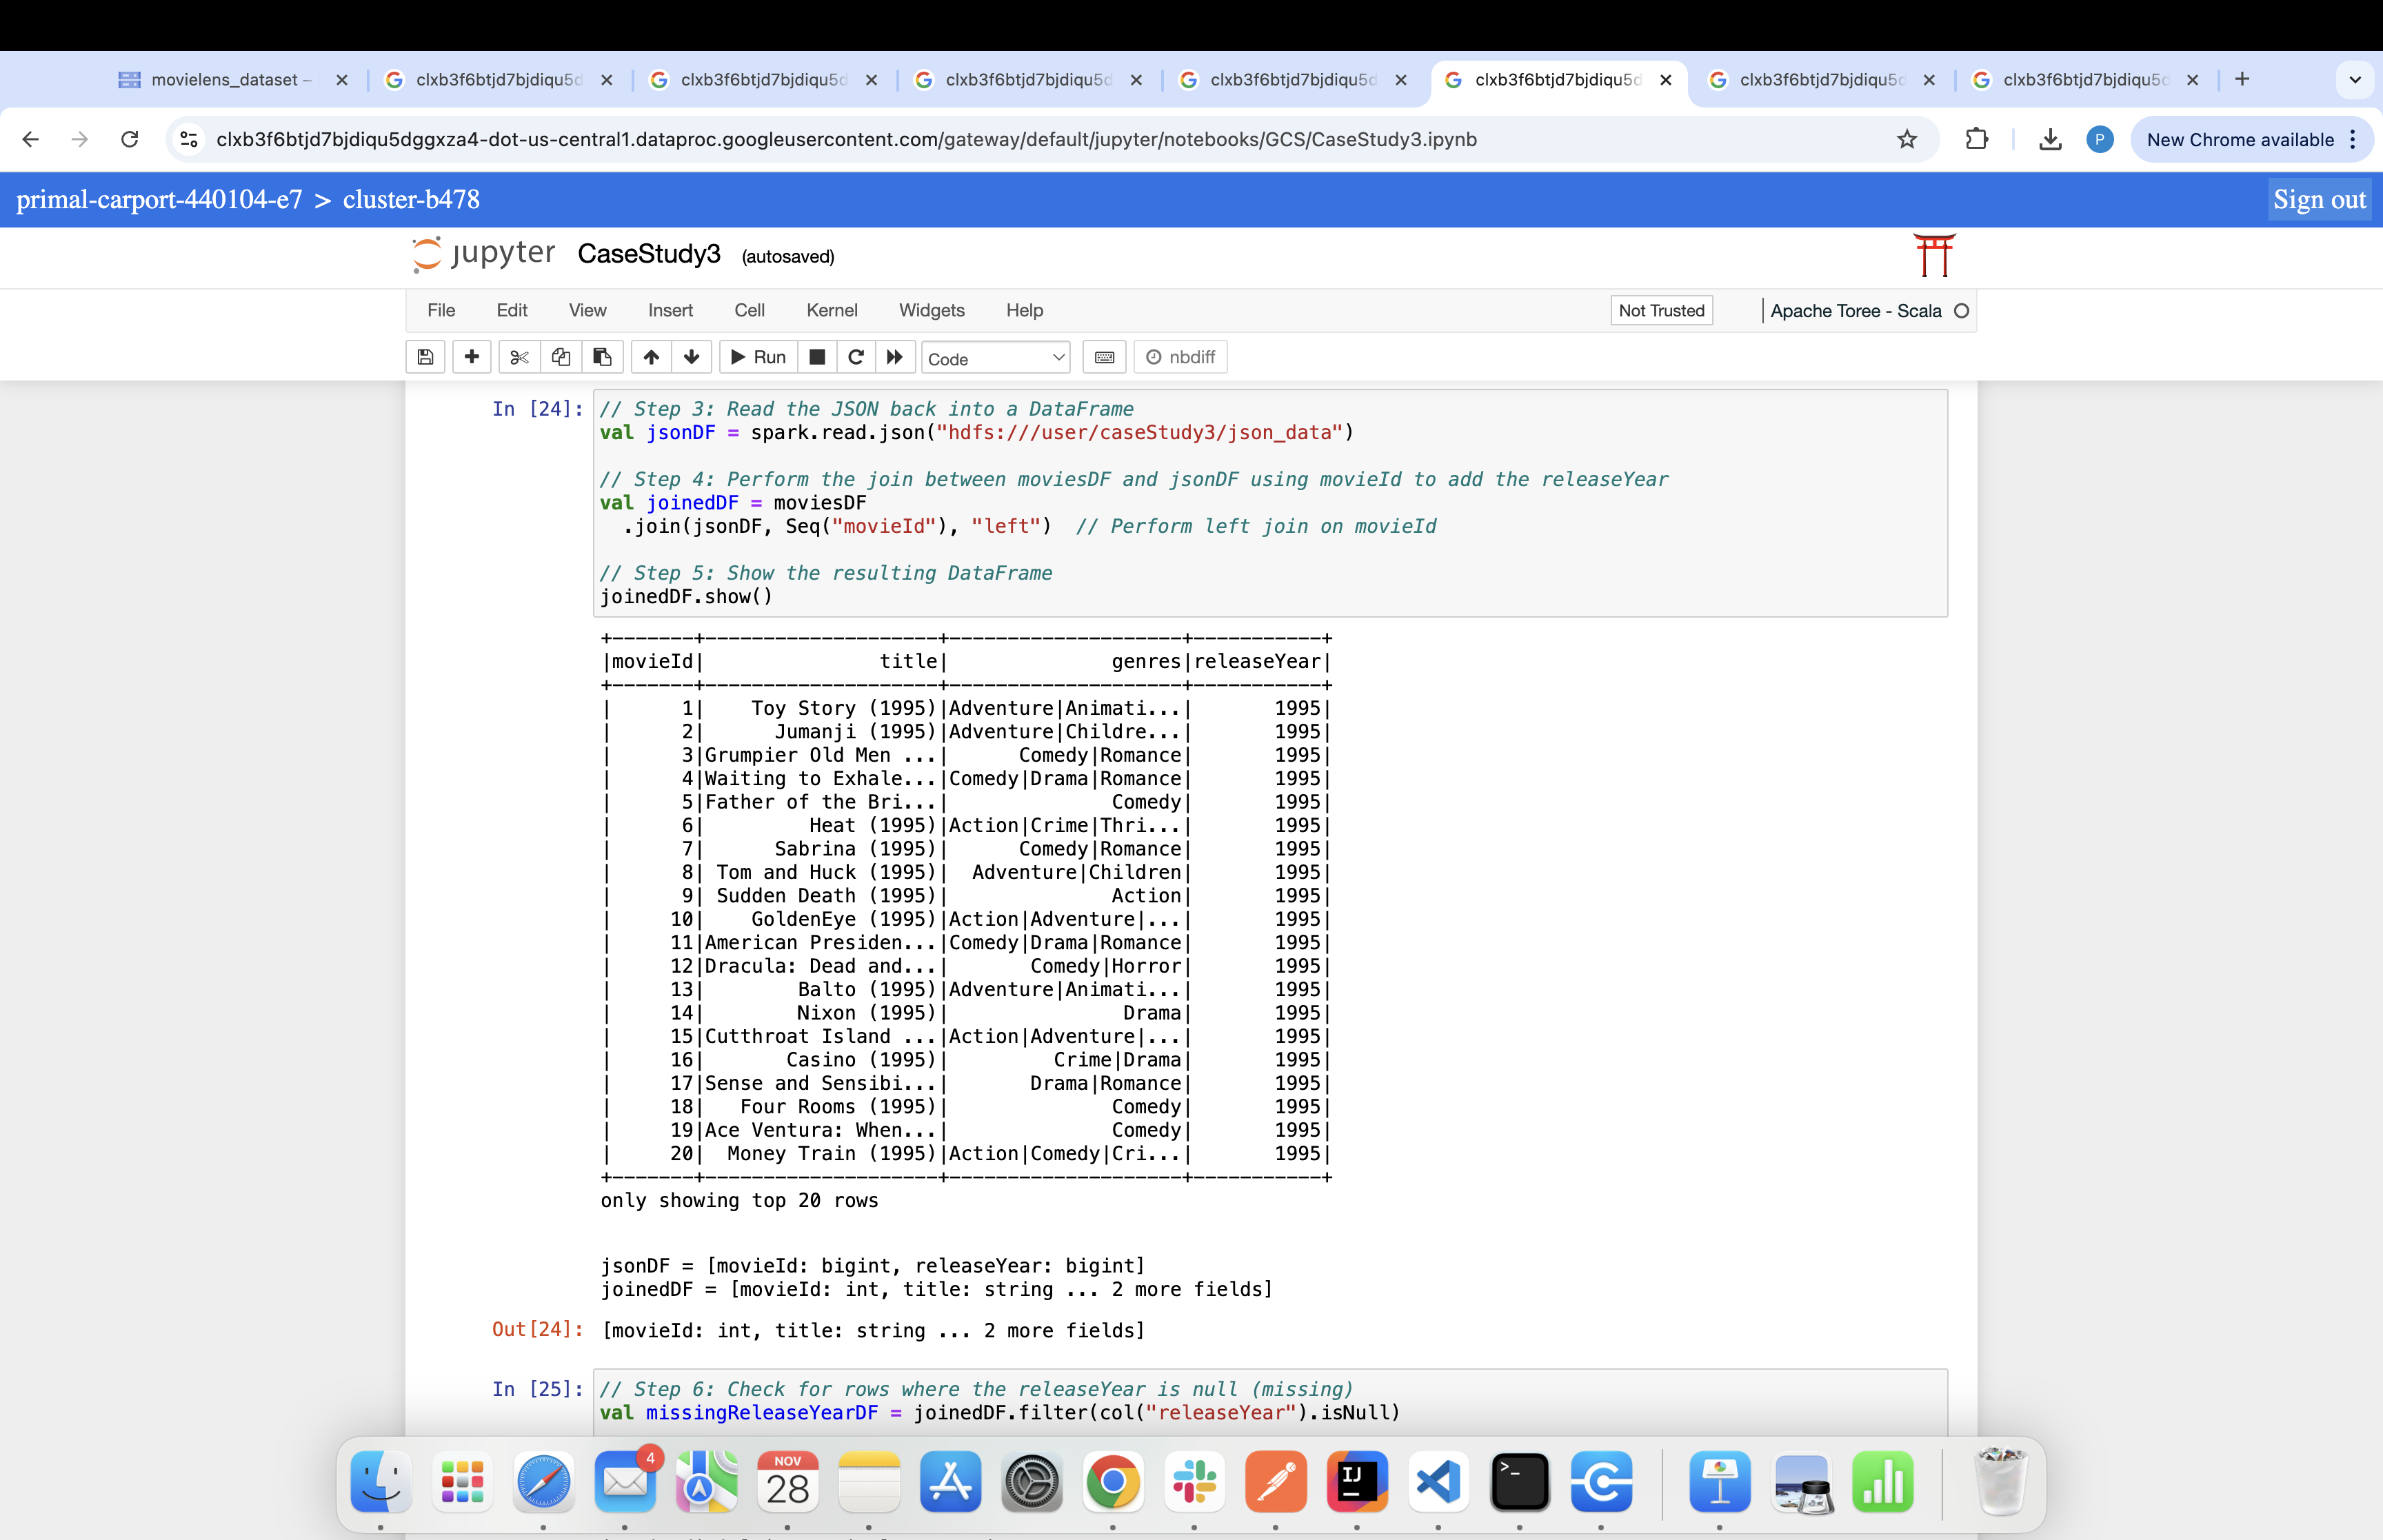 movielens_dataset –
clxb3f6btjd7bjdiqu5d
clxb3f6btjd7bjdiqu5d
clxb3f6btjd7bjdiqu5d
clxb3f6btjd7bjdiqu5d
clxb3f6btjd7bjdiqu5d
clxb3f6btjd7bjdiqu5d
clxb3f6btjd7bjdiqu5d
clxb3f6btjd7bjdiqu5dggxza4-dot-us-central1.dataproc.googleusercontent.com/gateway/default/jupyter/notebooks/GCS/CaseStudy3.ipynb
P
New Chrome available
primal-carport-440104-e7 > cluster-b478
Sign out
jupyter CaseStudy3 (autosaved)
File Edit View Insert Cell Kernel Widgets Help
Not Trusted
Apache Toree - Scala
Run
Code
nbdiff
In [24]:
// Step 3: Read the JSON back into a DataFrame
val jsonDF = spark.read.json("hdfs:///user/caseStudy3/json_data")
// Step 4: Perform the join between moviesDF and jsonDF using movieId to add the releaseYear
val joinedDF = moviesDF
  .join(jsonDF, Seq("movieId"), "left")  // Perform left join on movieId
// Step 5: Show the resulting DataFrame
joinedDF.show()
+-------+--------------------+--------------------+-----------+
|movieId|               title|              genres|releaseYear|
+-------+--------------------+--------------------+-----------+
|      1|    Toy Story (1995)|Adventure|Animati...|       1995|
|      2|      Jumanji (1995)|Adventure|Childre...|       1995|
|      3|Grumpier Old Men ...|      Comedy|Romance|       1995|
|      4|Waiting to Exhale...|Comedy|Drama|Romance|       1995|
|      5|Father of the Bri...|              Comedy|       1995|
|      6|         Heat (1995)|Action|Crime|Thri...|       1995|
|      7|      Sabrina (1995)|      Comedy|Romance|       1995|
|      8| Tom and Huck (1995)|  Adventure|Children|       1995|
|      9| Sudden Death (1995)|              Action|       1995|
|     10|    GoldenEye (1995)|Action|Adventure|...|       1995|
|     11|American Presiden...|Comedy|Drama|Romance|       1995|
|     12|Dracula: Dead and...|       Comedy|Horror|       1995|
|     13|        Balto (1995)|Adventure|Animati...|       1995|
|     14|        Nixon (1995)|               Drama|       1995|
|     15|Cutthroat Island ...|Action|Adventure|...|       1995|
|     16|       Casino (1995)|         Crime|Drama|       1995|
|     17|Sense and Sensibi...|       Drama|Romance|       1995|
|     18|   Four Rooms (1995)|              Comedy|       1995|
|     19|Ace Ventura: When...|              Comedy|       1995|
|     20|  Money Train (1995)|Action|Comedy|Cri...|       1995|
+-------+--------------------+--------------------+-----------+
only showing top 20 rows
jsonDF = [movieId: bigint, releaseYear: bigint]
joinedDF = [movieId: int, title: string ... 2 more fields]
Out[24]: [movieId: int, title: string ... 2 more fields]
In [25]:
// Step 6: Check for rows where the releaseYear is null (missing)
val missingReleaseYearDF = joinedDF.filter(col("releaseYear").isNull)
4
NOV
28
IJ
>_